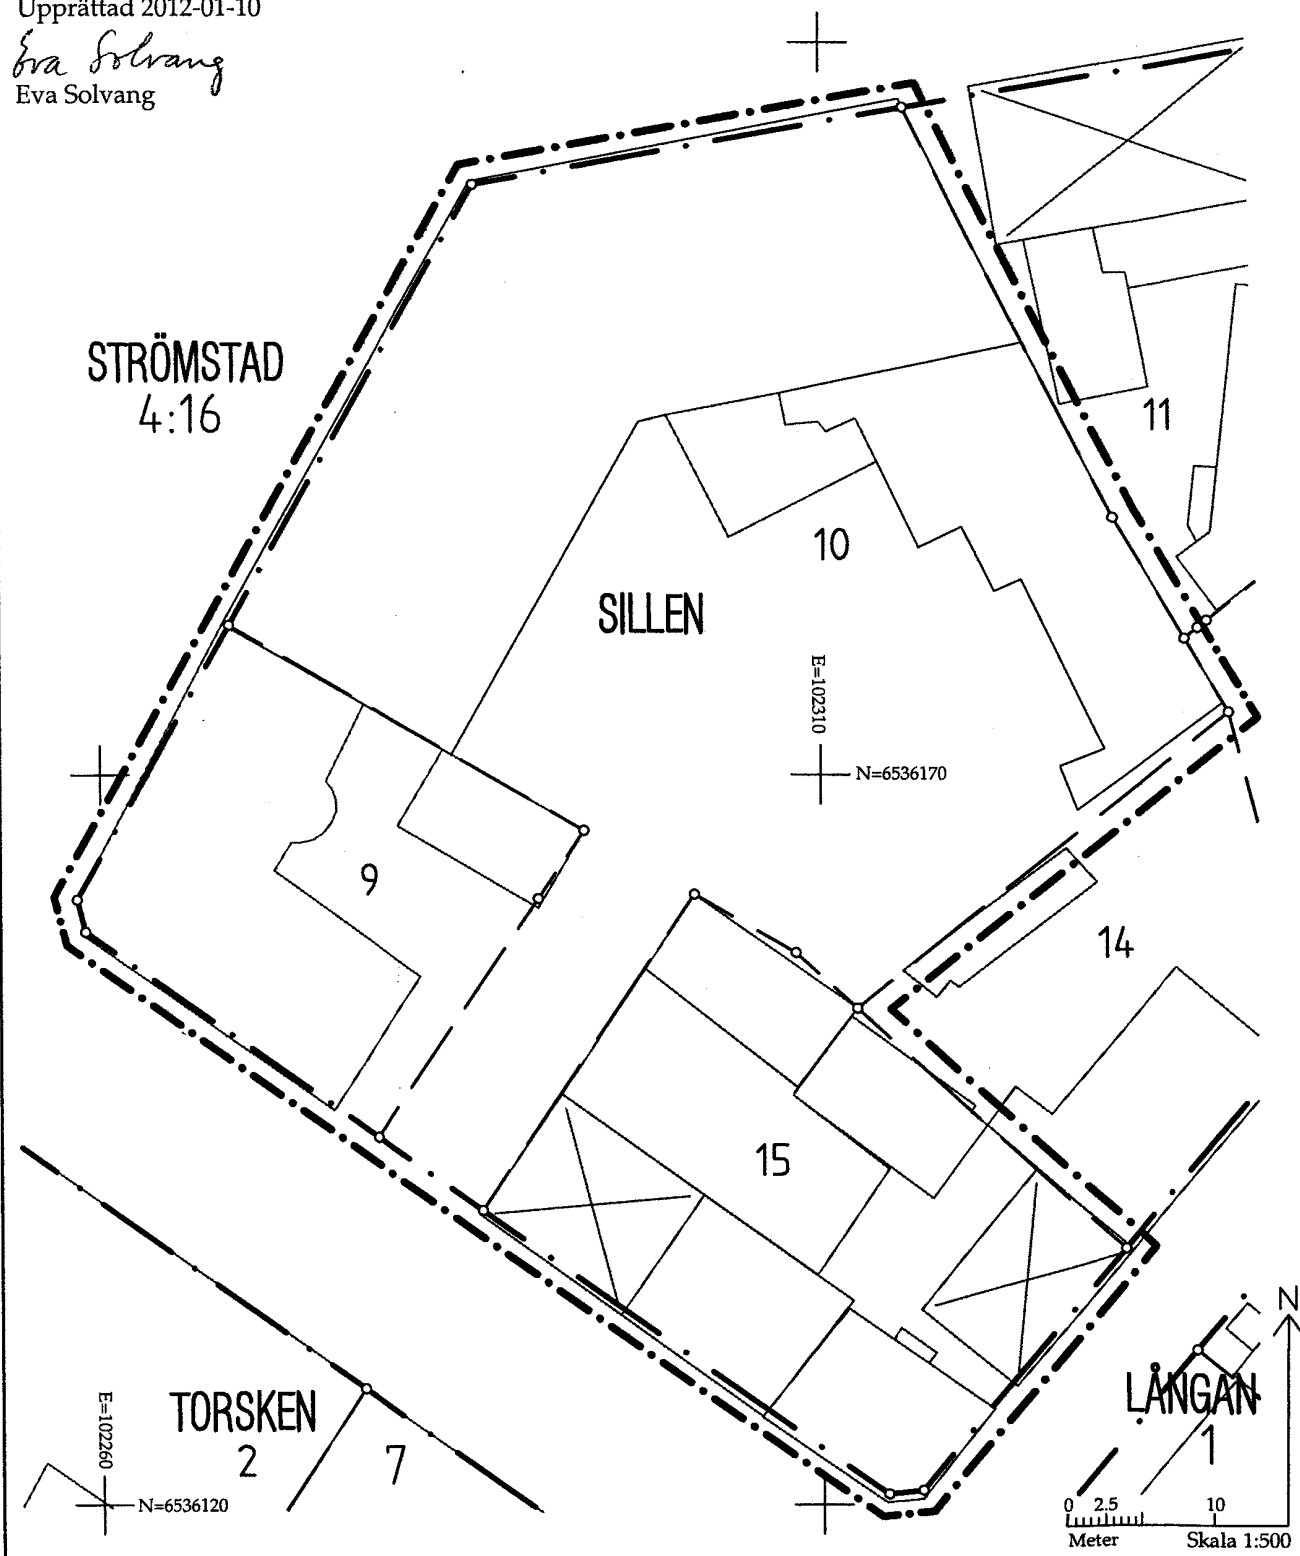 Upprättad 2012-01-10
Eva Solvang
Eva Solvang
STRÖMSTAD
4:16
11
10
SILLEN
E=102310
N=6536170
9
14
15
N
TORSKEN
2
7
E=102260
N=6536120
LÅNGAN
1
0 2.5 10
Meter Skala 1:500